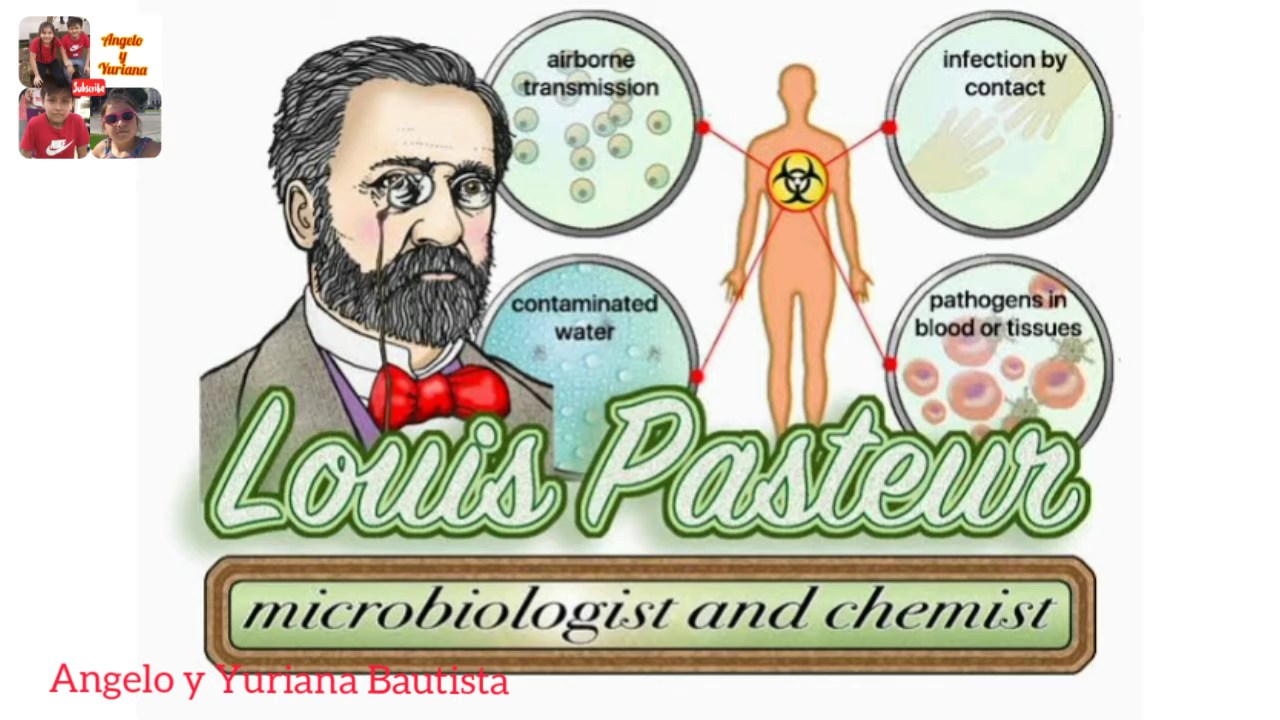 Angelo
y
Yuriana
Subscribe
airborne
transmission
infection by
contact
contaminated
water
pathogens in
blood or tissues
Louis Pasteur
microbiologist and chemist
Angelo y Yuriana Bautista